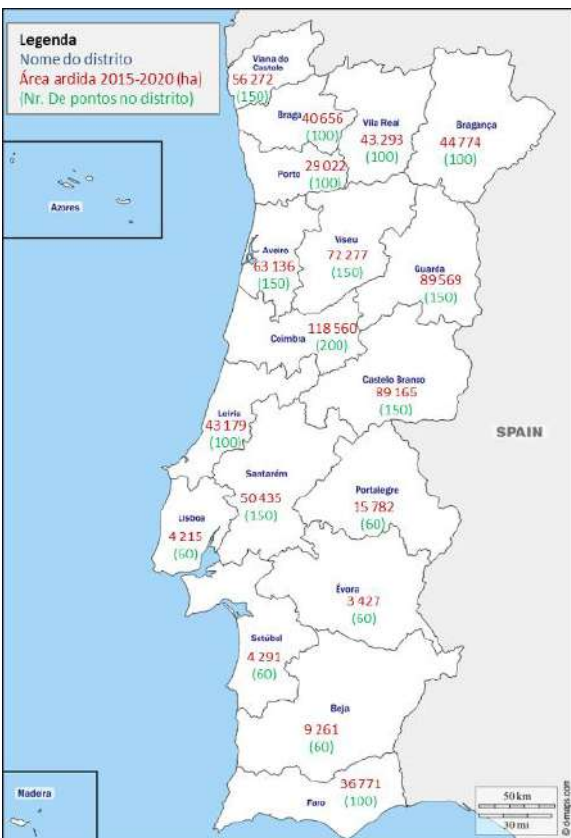 Legenda
Nome do distrito
Área ardida 2015-2020 (ha)
(Nr. De pontos no distrito)
Viana do
Castelo
56 272
(150)
Braga
40 656
(100)
Vila Real
43.293
(100)
Bragança
44 774
(100)
Porto
29 022
(100)
Azores
Aveiro
63 136
(150)
Viseu
72 277
(150)
Guarda
89 569
(150)
Coimbra
118 560
(200)
Castelo Branso
89 165
(150)
Leiria
43 179
(100)
SPAIN
Santarém
50 435
(150)
Portalegre
15 782
(60)
Lisboa
4 215
(60)
Évora
3 427
(60)
Setúbal
4 291
(60)
Beja
9 261
(60)
Madeira
Faro
36 771
(100)
50 km
30 mi
© d-maps.com